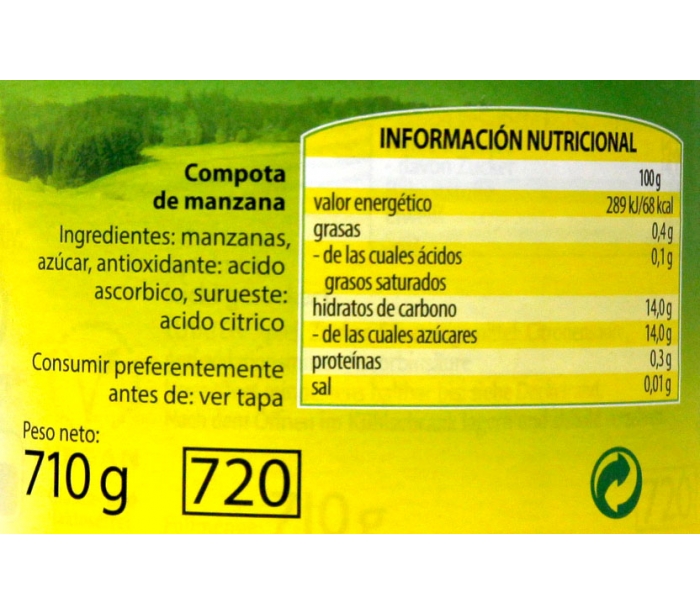 Compota
de manzana
Ingredientes: manzanas,
azúcar, antioxidante: acido
ascorbico, surueste:
acido citrico
Consumir preferentemente
antes de: ver tapa
Peso neto:
710 g
720
INFORMACIÓN NUTRICIONAL
100 g
valor energético 289 kJ/68 kcal
grasas 0,4 g
- de las cuales ácidos 0,1 g
grasos saturados
hidratos de carbono 14,0 g
- de las cuales azúcares 14,0 g
proteínas 0,3 g
sal 0,01 g